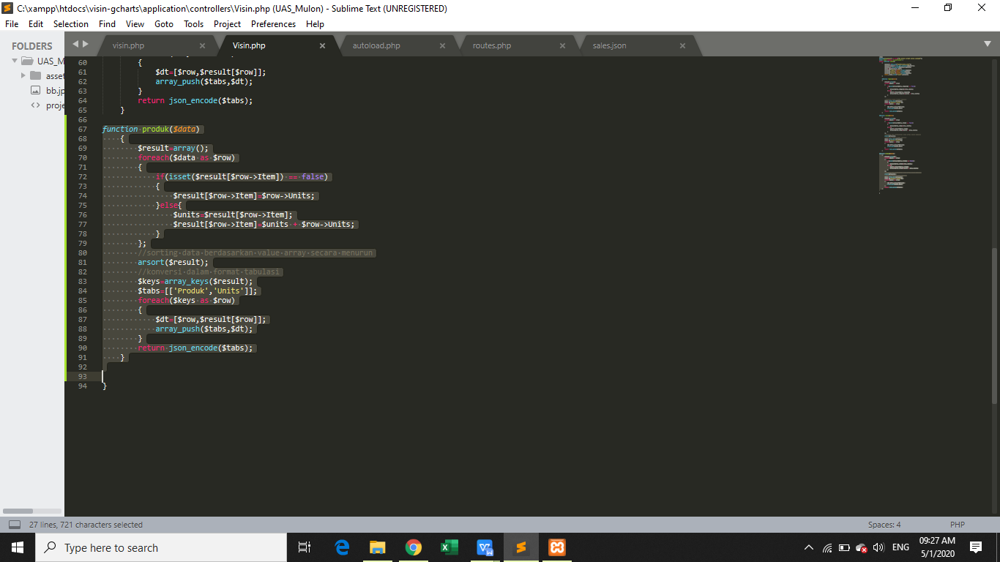 C:\xampp\htdocs\visin-gcharts\application\controllers\Visin.php (UAS_Mulon) - Sublime Text (UNREGISTERED)
File Edit Selection Find View Goto Tools Project Preferences Help
FOLDERS
UAS_M
asset
bb.jp
proje
visin.php
Visin.php
autoload.php
routes.php
sales.json
60 {
61 $dt=[$row,$result[$row]];
62 array_push($tabs,$dt);
63 }
64 return json_encode($tabs);
65 }
66
67 function produk($data)
68 {
69 $result=array();
70 foreach($data as $row)
71 {
72 if(isset($result[$row->Item]) == false)
73 {
74 $result[$row->Item]=$row->Units;
75 }else{
76 $units=$result[$row->Item];
77 $result[$row->Item]=$units + $row->Units;
78 }
79 };
80 //sorting data berdasarkan value array secara menurun
81 arsort($result);
82 //konversi dalam format tabulasi
83 $keys=array_keys($result);
84 $tabs=[['Produk','Units']];
85 foreach($keys as $row)
86 {
87 $dt=[$row,$result[$row]];
88 array_push($tabs,$dt);
89 }
90 return json_encode($tabs);
91 }
92
93
94 }
27 lines, 721 characters selected
Spaces: 4
PHP
Type here to search
ENG
09:27 AM
5/1/2020